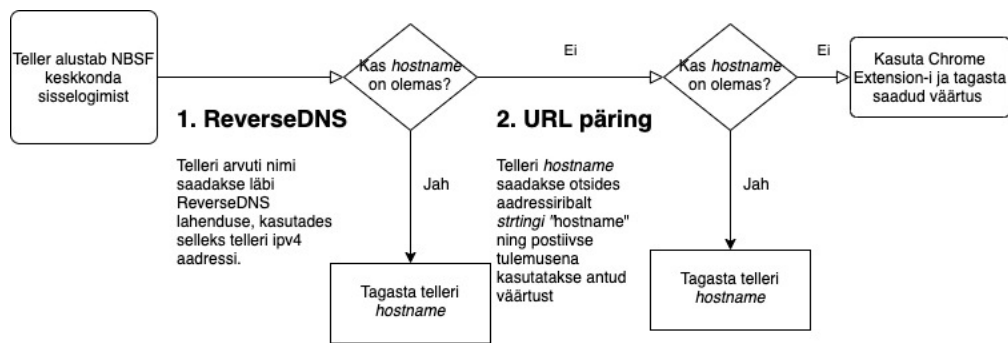 Teller alustab NBSF
keskkonda
sisselogimist
Kas hostname
on olemas?
Ei
Kas hostname
on olemas?
Ei
Kasuta Chrome
Extension-i ja tagasta
saadud väärtus
1. ReverseDNS
Telleri arvuti nimi
saadakse läbi
ReverseDNS
lahenduse, kasutades
selleks telleri ipv4
aadressi.
Jah
Tagasta telleri
hostname
2. URL päring
Telleri hostname
saadakse otsides
aadressiribalt
strtingi "hostname"
ning postiivse
tulemusena
kasutatakse antud
väärtust
Jah
Tagasta telleri
hostname